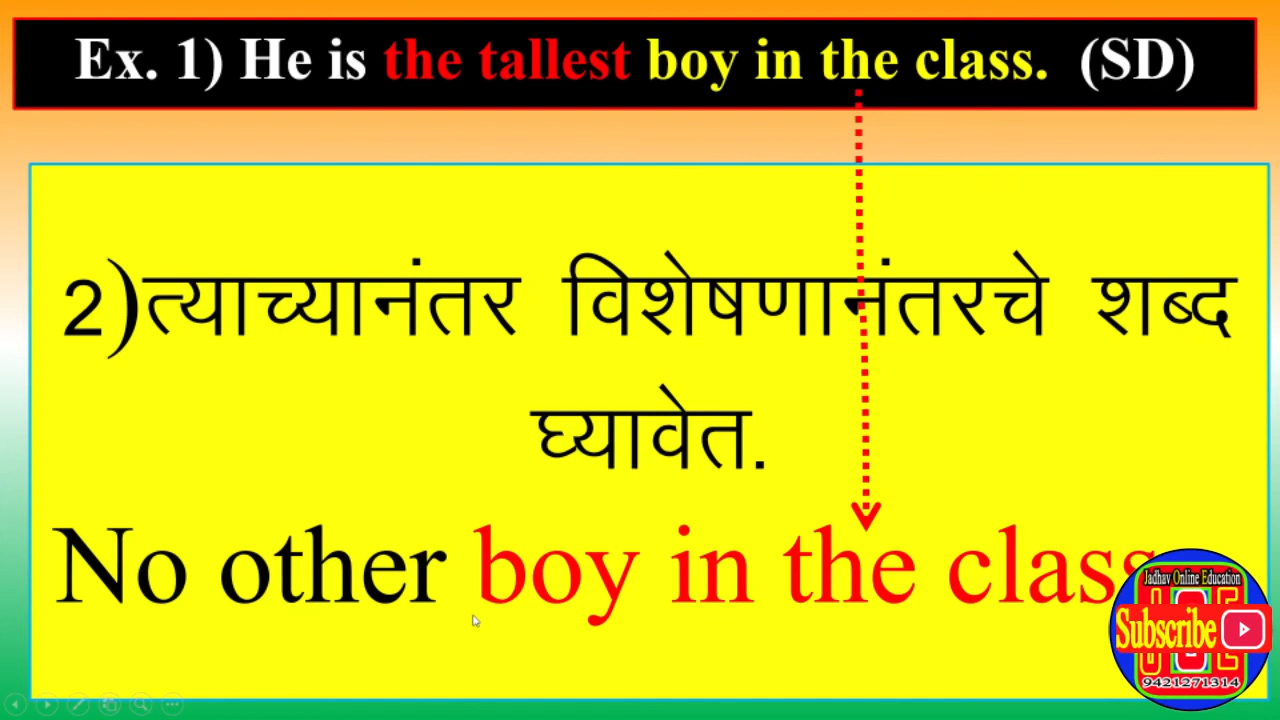 Ex. 1) He is the tallest boy in the class. (SD)
2)त्याच्यानंतर विशेषणानंतरचे शब्द
घ्यावेत.
No other boy in the class
Jadhav Online Education
Subscribe
9421271314